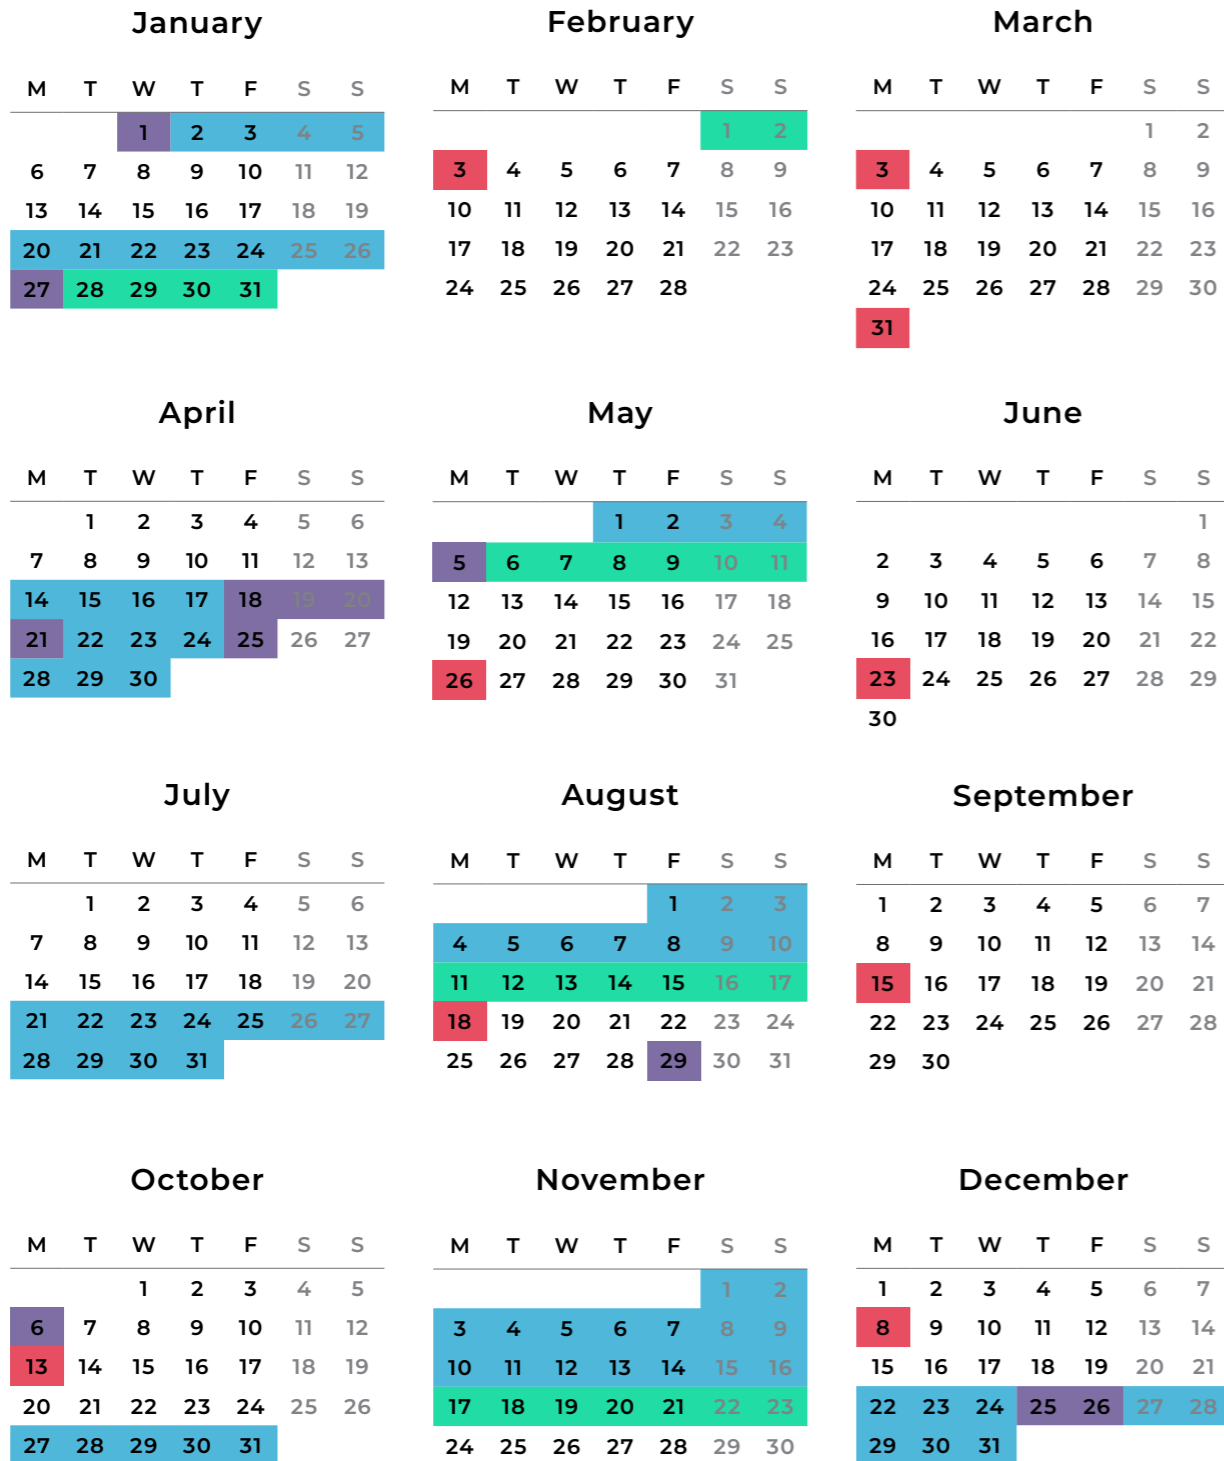 January
M T W T F S S
1 2 3 4 5
6 7 8 9 10 11 12
13 14 15 16 17 18 19
20 21 22 23 24 25 26
27 28 29 30 31
February
M T W T F S S
1 2
3 4 5 6 7 8 9
10 11 12 13 14 15 16
17 18 19 20 21 22 23
24 25 26 27 28
March
M T W T F S S
1 2
3 4 5 6 7 8 9
10 11 12 13 14 15 16
17 18 19 20 21 22 23
24 25 26 27 28 29 30
31
April
M T W T F S S
1 2 3 4 5 6
7 8 9 10 11 12 13
14 15 16 17 18 19 20
21 22 23 24 25 26 27
28 29 30
May
M T W T F S S
1 2 3 4
5 6 7 8 9 10 11
12 13 14 15 16 17 18
19 20 21 22 23 24 25
26 27 28 29 30 31
June
M T W T F S S
1
2 3 4 5 6 7 8
9 10 11 12 13 14 15
16 17 18 19 20 21 22
23 24 25 26 27 28 29
30
July
M T W T F S S
1 2 3 4 5 6
7 8 9 10 11 12 13
14 15 16 17 18 19 20
21 22 23 24 25 26 27
28 29 30 31
August
M T W T F S S
1 2 3
4 5 6 7 8 9 10
11 12 13 14 15 16 17
18 19 20 21 22 23 24
25 26 27 28 29 30 31
September
M T W T F S S
1 2 3 4 5 6 7
8 9 10 11 12 13 14
15 16 17 18 19 20 21
22 23 24 25 26 27 28
29 30
October
M T W T F S S
1 2 3 4 5
6 7 8 9 10 11 12
13 14 15 16 17 18 19
20 21 22 23 24 25 26
27 28 29 30 31
November
M T W T F S S
1 2
3 4 5 6 7 8 9
10 11 12 13 14 15 16
17 18 19 20 21 22 23
24 25 26 27 28 29 30
December
M T W T F S S
1 2 3 4 5 6 7
8 9 10 11 12 13 14
15 16 17 18 19 20 21
22 23 24 25 26 27 28
29 30 31